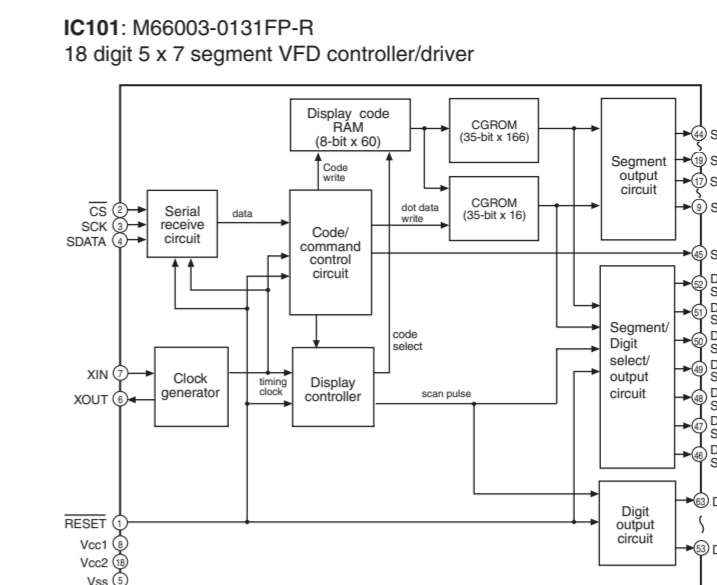 IC101: M66003-0131FP-R
18 digit 5 x 7 segment VFD controller/driver
Display code
RAM
(8-bit x 60)
CGROM
(35-bit x 166)
Segment
output
circuit
44 S
19 S
17 S
9 S
Code
write
CGROM
(35-bit x 16)
dot data
write
CS 2
SCK 3
SDATA 4
Serial
receive
circuit
data
Code/
command
control
circuit
45 S
Segment/
Digit
select/
output
circuit
52 D
S
51 D
S
50 D
S
49 D
S
48 D
S
47 D
S
46 D
S
code
select
XIN 7
XOUT 6
Clock
generator
timing
clock
Display
controller
scan pulse
Digit
output
circuit
63 D
53 D
RESET 1
Vcc1 8
Vcc2 18
Vss 5